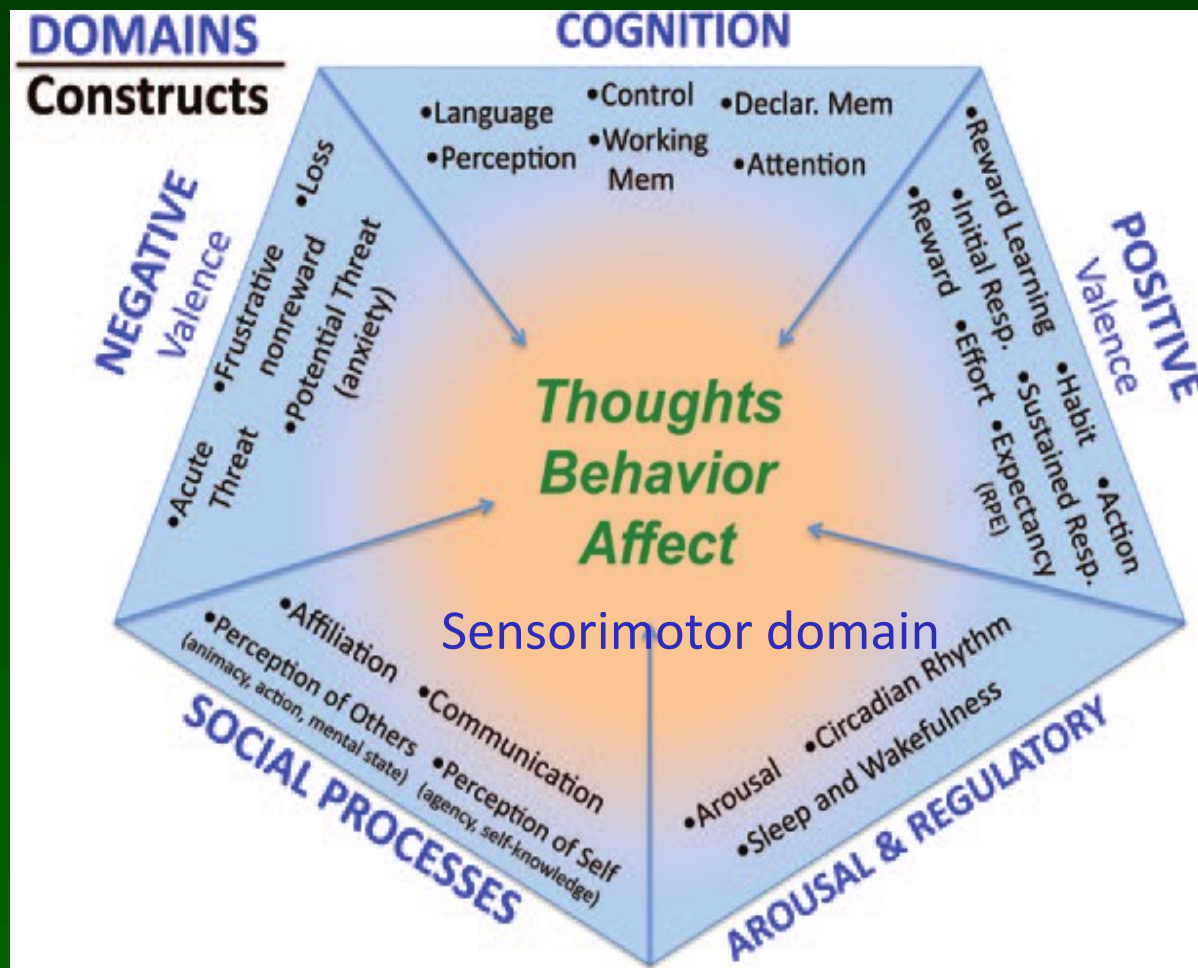 DOMAINS
Constructs
COGNITION
•Language
•Control
•Declar. Mem
•Perception
•Working
Mem
•Attention
NEGATIVE
Valence
•Loss
•Frustrative
nonreward
•Potential Threat
(anxiety)
•Acute
Threat
POSITIVE
Valence
•Reward Learning
•Initial Resp.
•Reward
•Habit
•Sustained Resp.
•Effort
•Action
•Expectancy
(RPE)
Thoughts
Behavior
Affect
Sensorimotor domain
SOCIAL PROCESSES
•Affiliation
•Communication
•Perception of Others
(animacy, action, mental state)
•Perception of Self
(agency, self-knowledge)
AROUSAL & REGULATORY
•Circadian Rhythm
•Arousal
•Sleep and Wakefulness